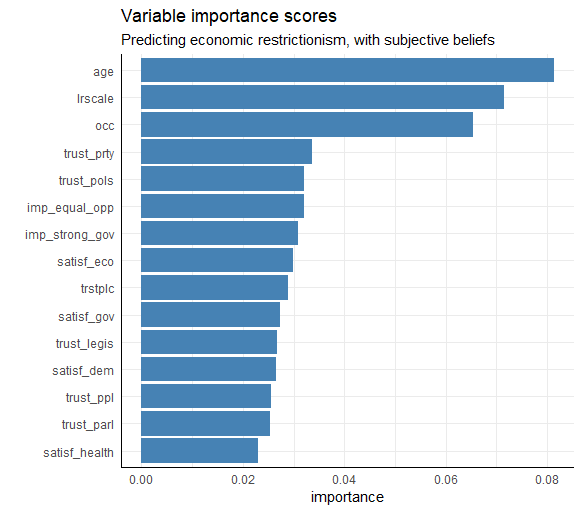 Variable importance scores
Predicting economic restrictionism, with subjective beliefs
age
lrscale
occ
trust_prty
trust_pols
imp_equal_opp
imp_strong_gov
satisf_eco
trstplc
satisf_gov
trust_legis
satisf_dem
trust_ppl
trust_parl
satisf_health
0.00 0.02 0.04 0.06 0.08
importance